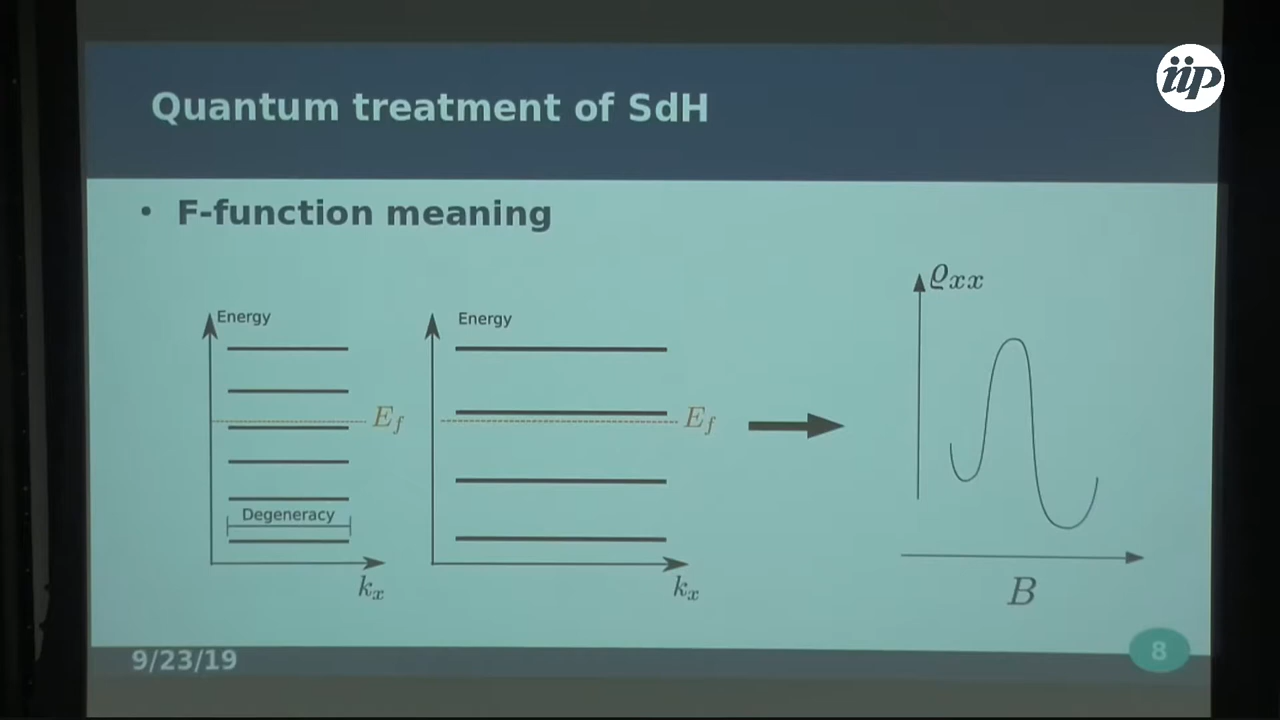 iip
Quantum treatment of SdH
• F-function meaning
Energy
E_f
Degeneracy
k_x
Energy
E_f
k_x
ϱ_xx
B
9/23/19
8